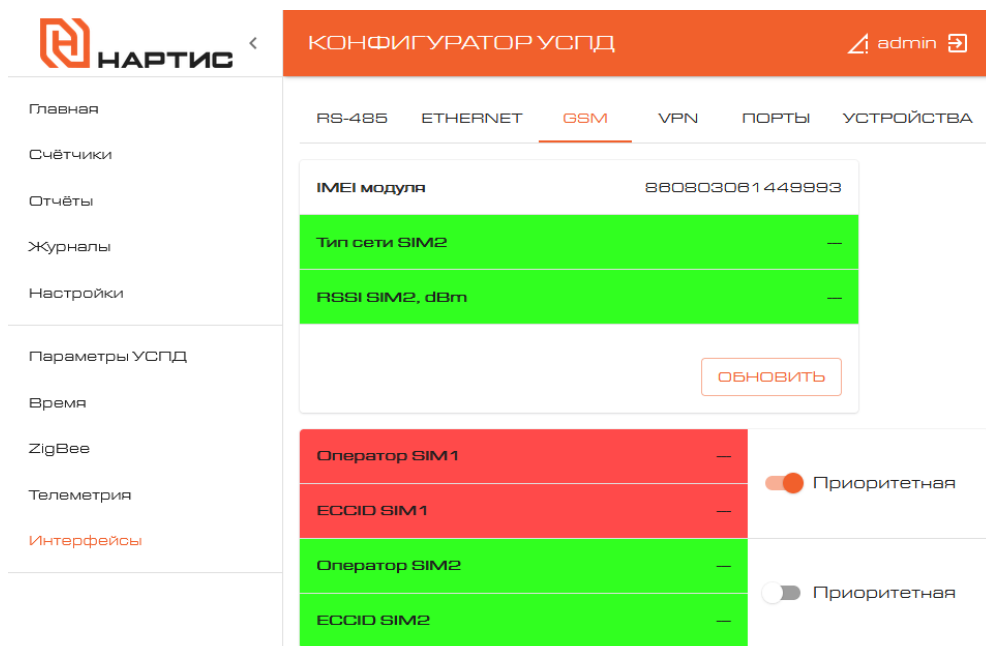 НАРТИС
КОНФИГУРАТОР УСПД
admin
Главная
Счётчики
Отчёты
Журналы
Настройки
Параметры УСПД
Время
ZigBee
Телеметрия
Интерфейсы
RS-485 ETHERNET GSM VPN ПОРТЫ УСТРОЙСТВА
IMEI модуля 860803061449993
Тип сети SIM2 —
RSSI SIM2, dBm —
ОБНОВИТЬ
Оператор SIM1 —
ECCID SIM1 —
Приоритетная
Оператор SIM2 —
ECCID SIM2 —
Приоритетная